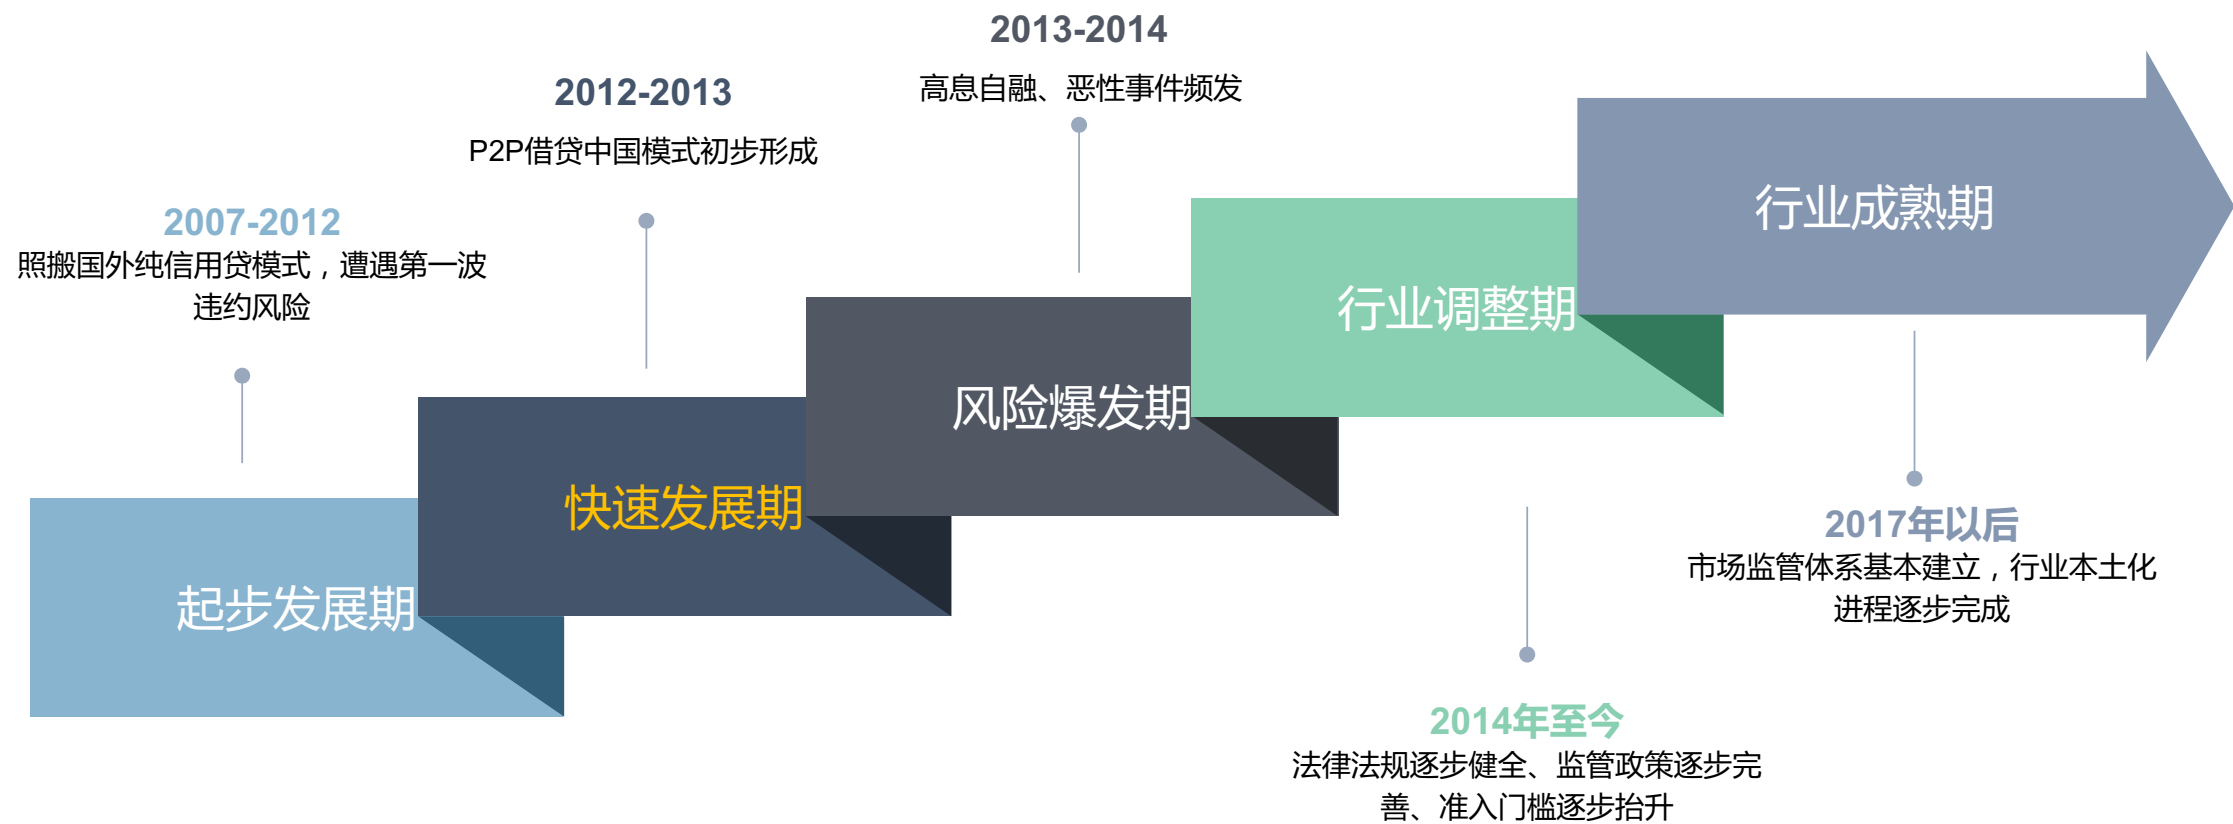 2007-2012
照搬国外纯信用贷模式，遭遇第一波
违约风险
起步发展期
2012-2013
P2P借贷中国模式初步形成
快速发展期
2013-2014
高息自融、恶性事件频发
风险爆发期
行业调整期
2014年至今
法律法规逐步健全、监管政策逐步完
善、准入门槛逐步抬升
行业成熟期
2017年以后
市场监管体系基本建立，行业本土化
进程逐步完成